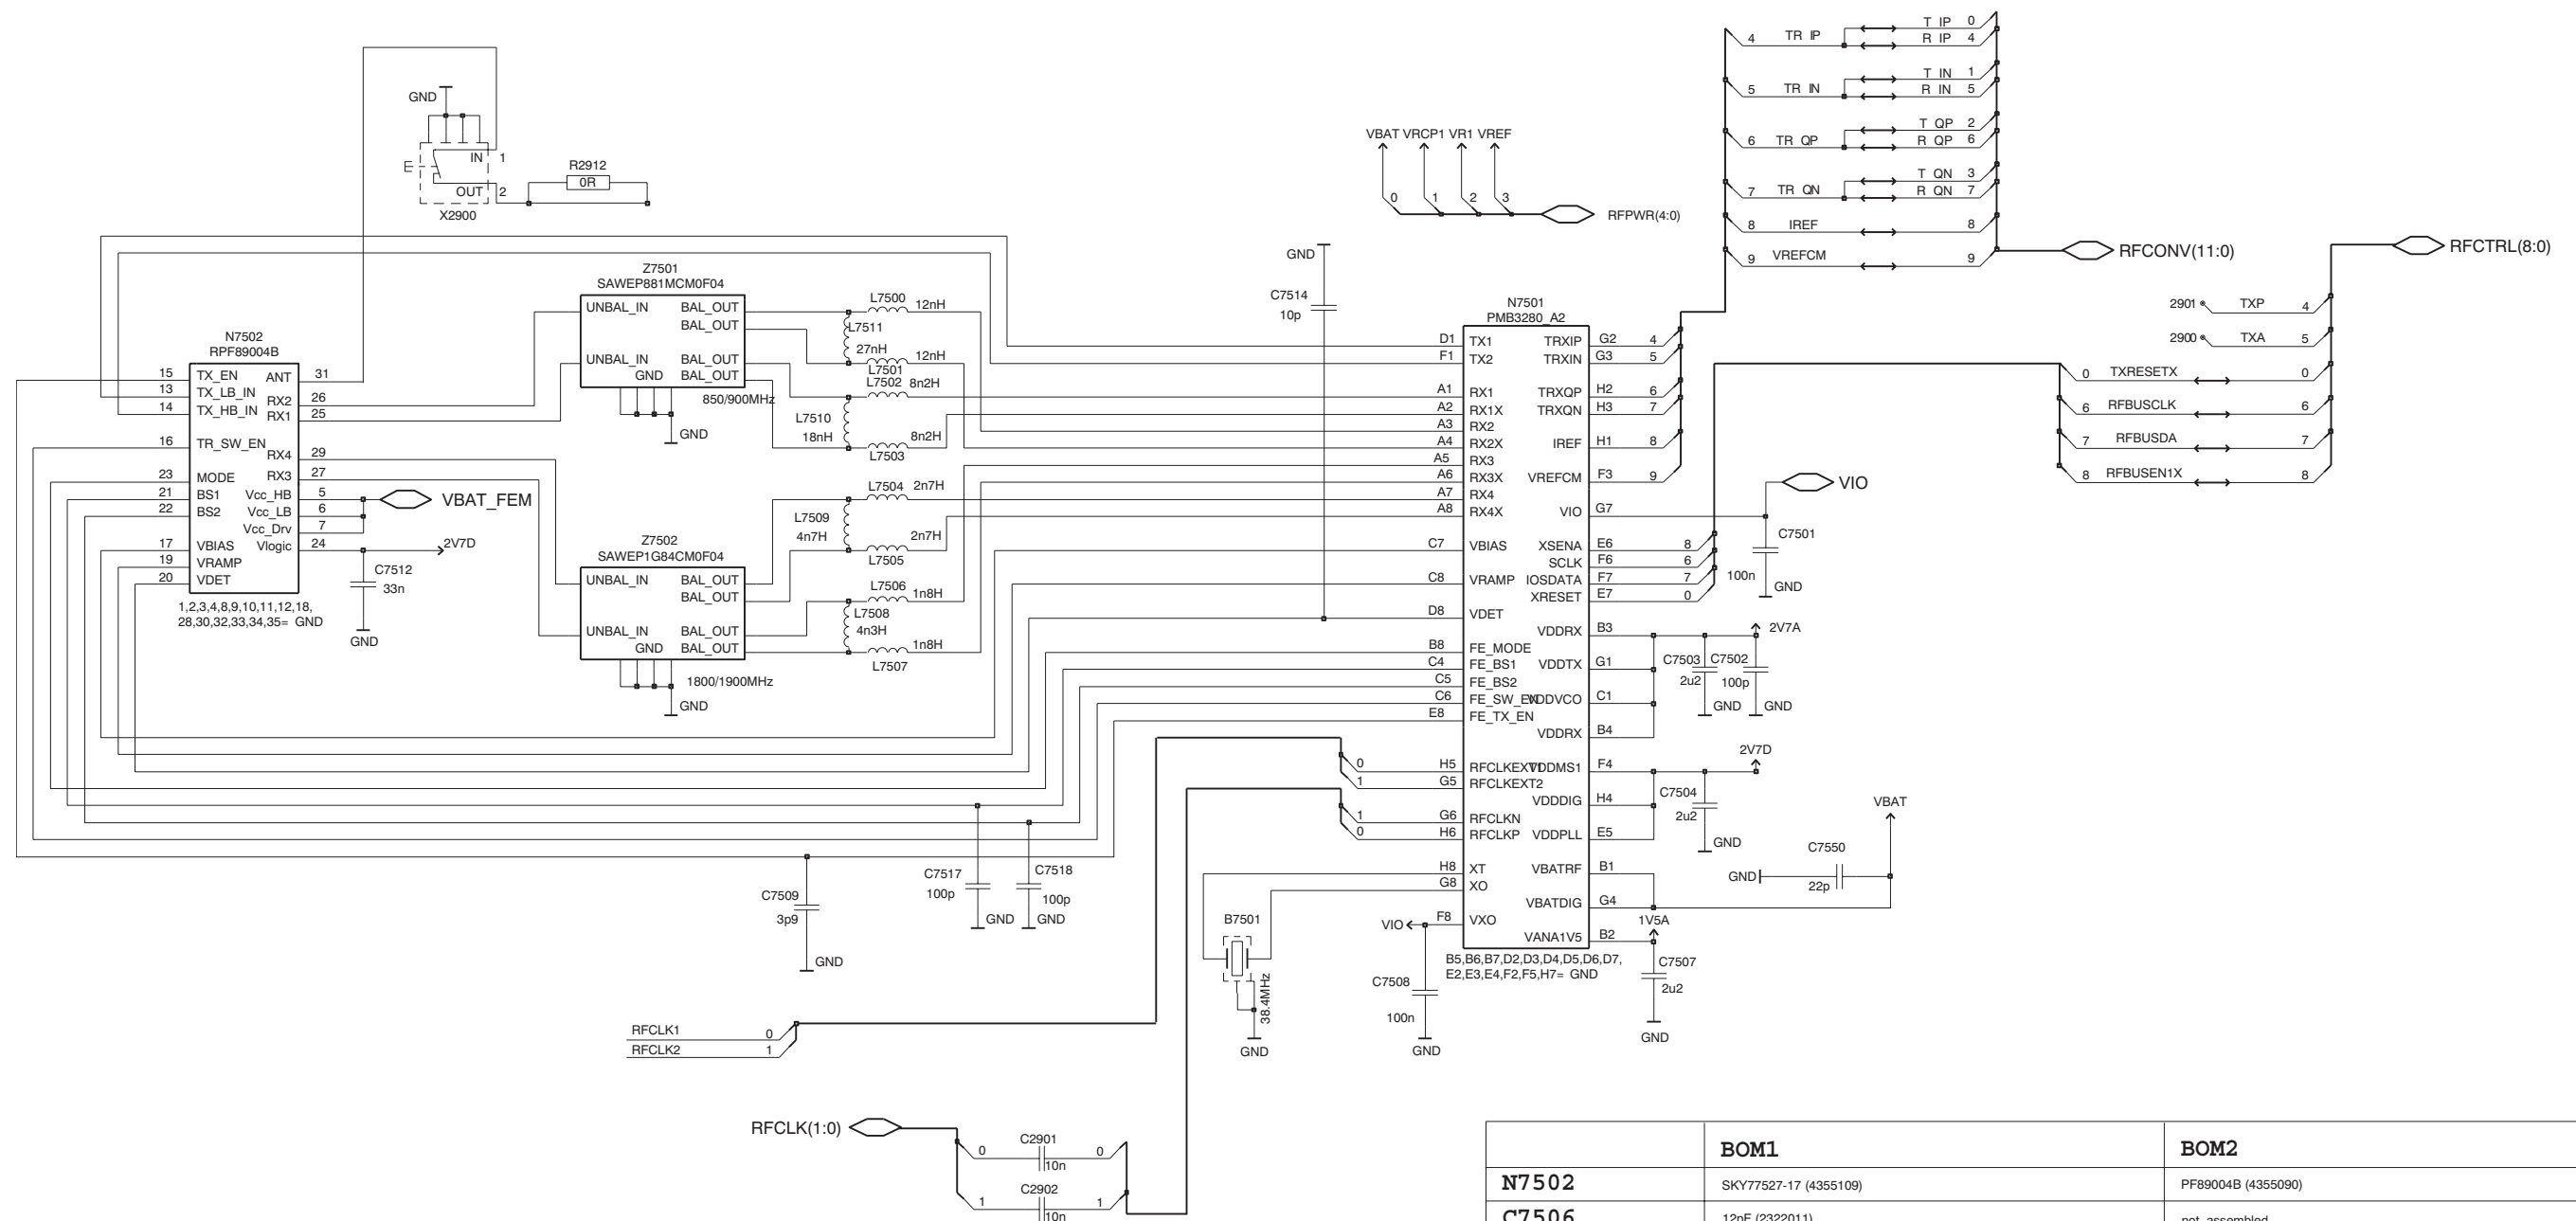 T IP 0
4 TR IP R IP 4
T IN 1
5 TR IN R IN 5
T QP 2
6 TR QP R QP 6
T QN 3
7 TR QN R QN 7
8 IREF 8
9 VREFCM 9
RFCONV(11:0)
RFCTRL(8:0)
2901 TXP 4
2900 TXA 5
0 TXRESETX 0
6 RFBUSCLK 6
7 RFBUSDA 7
8 RFBUSEN1X 8
VBAT VRCP1 VR1 VREF
0 1 2 3
RFPWR(4:0)
GND
IN 1
OUT 2
X2900
R2912
0R
N7502
RPF89004B
15 TX_EN ANT 31
13 TX_LB_IN
RX2 26
14 TX_HB_IN RX1 25
16 TR_SW_EN
RX4 29
23 MODE RX3 27
21 BS1 Vcc_HB 5
22 BS2 Vcc_LB 6
Vcc_Drv 7
17 VBIAS Vlogic 24
19 VRAMP
20 VDET
1,2,3,4,8,9,10,11,12,18,
28,30,32,33,34,35= GND
VBAT_FEM
2V7D
C7512
33n
GND
Z7501
SAWEP881MCM0F04
UNBAL_IN BAL_OUT
BAL_OUT
UNBAL_IN BAL_OUT
GND BAL_OUT
850/900MHz
GND
L7500 12nH
L7511
27nH
12nH
L7501
L7502 8n2H
L7510
18nH
8n2H
L7503
L7504 2n7H
L7509
4n7H
2n7H
L7505
L7506
1n8H
L7508
4n3H
1n8H
L7507
Z7502
SAWEP1G84CM0F04
UNBAL_IN BAL_OUT
BAL_OUT
UNBAL_IN BAL_OUT
GND BAL_OUT
1800/1900MHz
GND
GND
C7514
10p
N7501
PMB3280_A2
D1 TX1 TRXIP G2 4
F1 TX2 TRXIN G3 5
A1 RX1 TRXQP H2 6
A2 RX1X TRXQN H3 7
A3 RX2
A4 RX2X IREF H1 8
A5 RX3
A6 RX3X VREFCM F3 9
A7 RX4
A8 RX4X VIO G7
C7 VBIAS XSENA E6 8
SCLK F6 6
C8 VRAMP IOSDATA F7 7
XRESET E7 0
D8 VDET
VDDRX B3
B8 FE_MODE
C4 FE_BS1 VDDTX G1
C5 FE_BS2
C6 FE_SW_EN VDDVCO C1
E8 FE_TX_EN
VDDRX B4
0 H5 RFCLKEXT1 VDDMS1 F4
1 G5 RFCLKEXT2
VDDDIG H4
1 G6 RFCLKN
0 H6 RFCLKP VDDPLL E5
H8 XT VBATRF B1
G8 XO
VBATDIG G4
F8 VXO
VANA1V5 B2
B5,B6,B7,D2,D3,D4,D5,D6,D7,
E2,E3,E4,F2,F5,H7= GND
VIO
C7501
100n
GND
2V7A
C7503 C7502
2u2 100p
GND GND
2V7D
C7504
2u2
GND
VBAT
C7550
GND
22p
1V5A
C7507
2u2
GND
VIO
C7508
100n
GND
B7501
38.4MHz
GND
C7509
3p9
GND
C7517
100p
GND
C7518
100p
GND
RFCLK1 0
RFCLK2 1
RFCLK(1:0)
0 C2901 0
10n
1 C2902 1
10n
BOM1 BOM2
N7502 SKY77527-17 (4355109) PF89004B (4355090)
C7506 12pF (2322011) not assembled